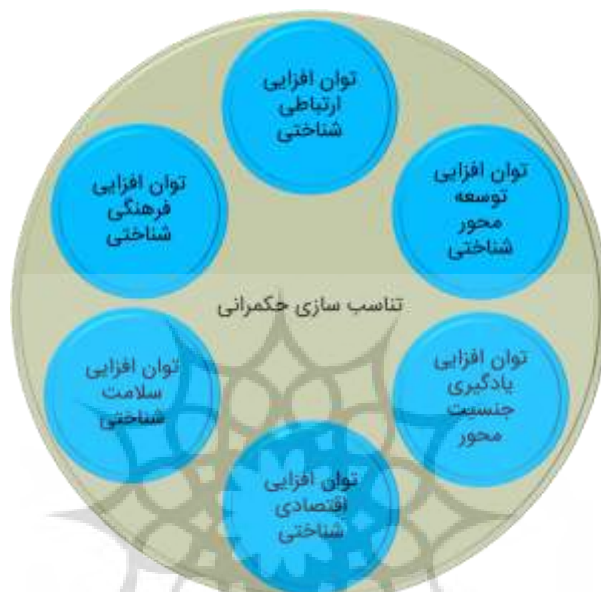 توان افزایی
ارتباطی
شناختی
توان افزایی
توسعه
محور
شناختی
توان افزایی
فرهنگی
شناختی
تناسب سازی حکمرانی
توان افزایی
یادگیری
جنسیت
محور
توان افزایی
سلامت
شناختی
توان افزایی
اقتصادی
شناختی